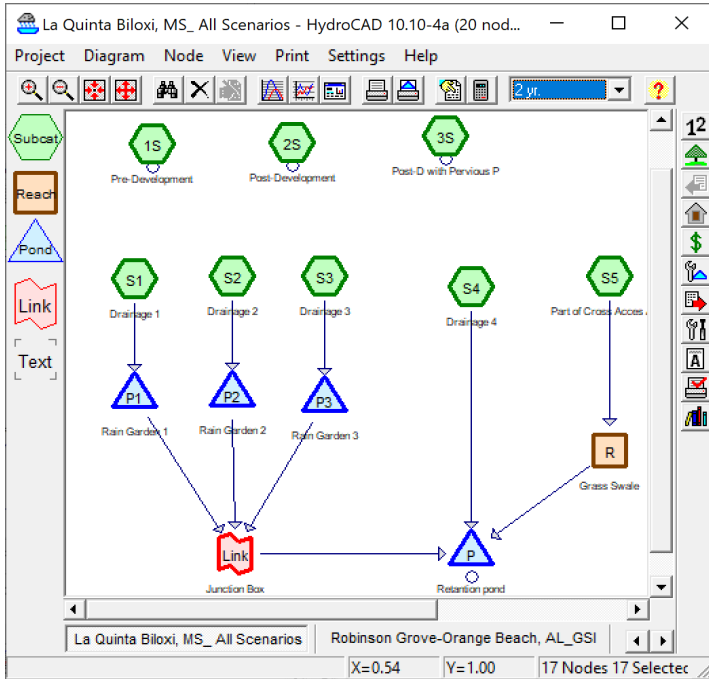 La Quinta Biloxi, MS_ All Scenarios - HydroCAD 10.10-4a (20 nod...
Project Diagram Node View Print Settings Help
2 yr.
Subcat
Reach
Pond
Link
Text
1S
2S
3S
Pre-Development
Post-Development
Post-D with Pervious P
S1
S2
S3
S4
S5
Drainage 1
Drainage 2
Drainage 3
Drainage 4
Part of Cross Acces
P1
P2
P3
Rain Garden 1
Rain Garden 2
Rain Garden 3
R
Grass Swale
Link
P
Junction Box
Retantion pond
12
$
A
La Quinta Biloxi, MS_ All Scenarios
Robinson Grove-Orange Beach, AL_GSI
X=0.54
Y=1.00
17 Nodes 17 Selectec